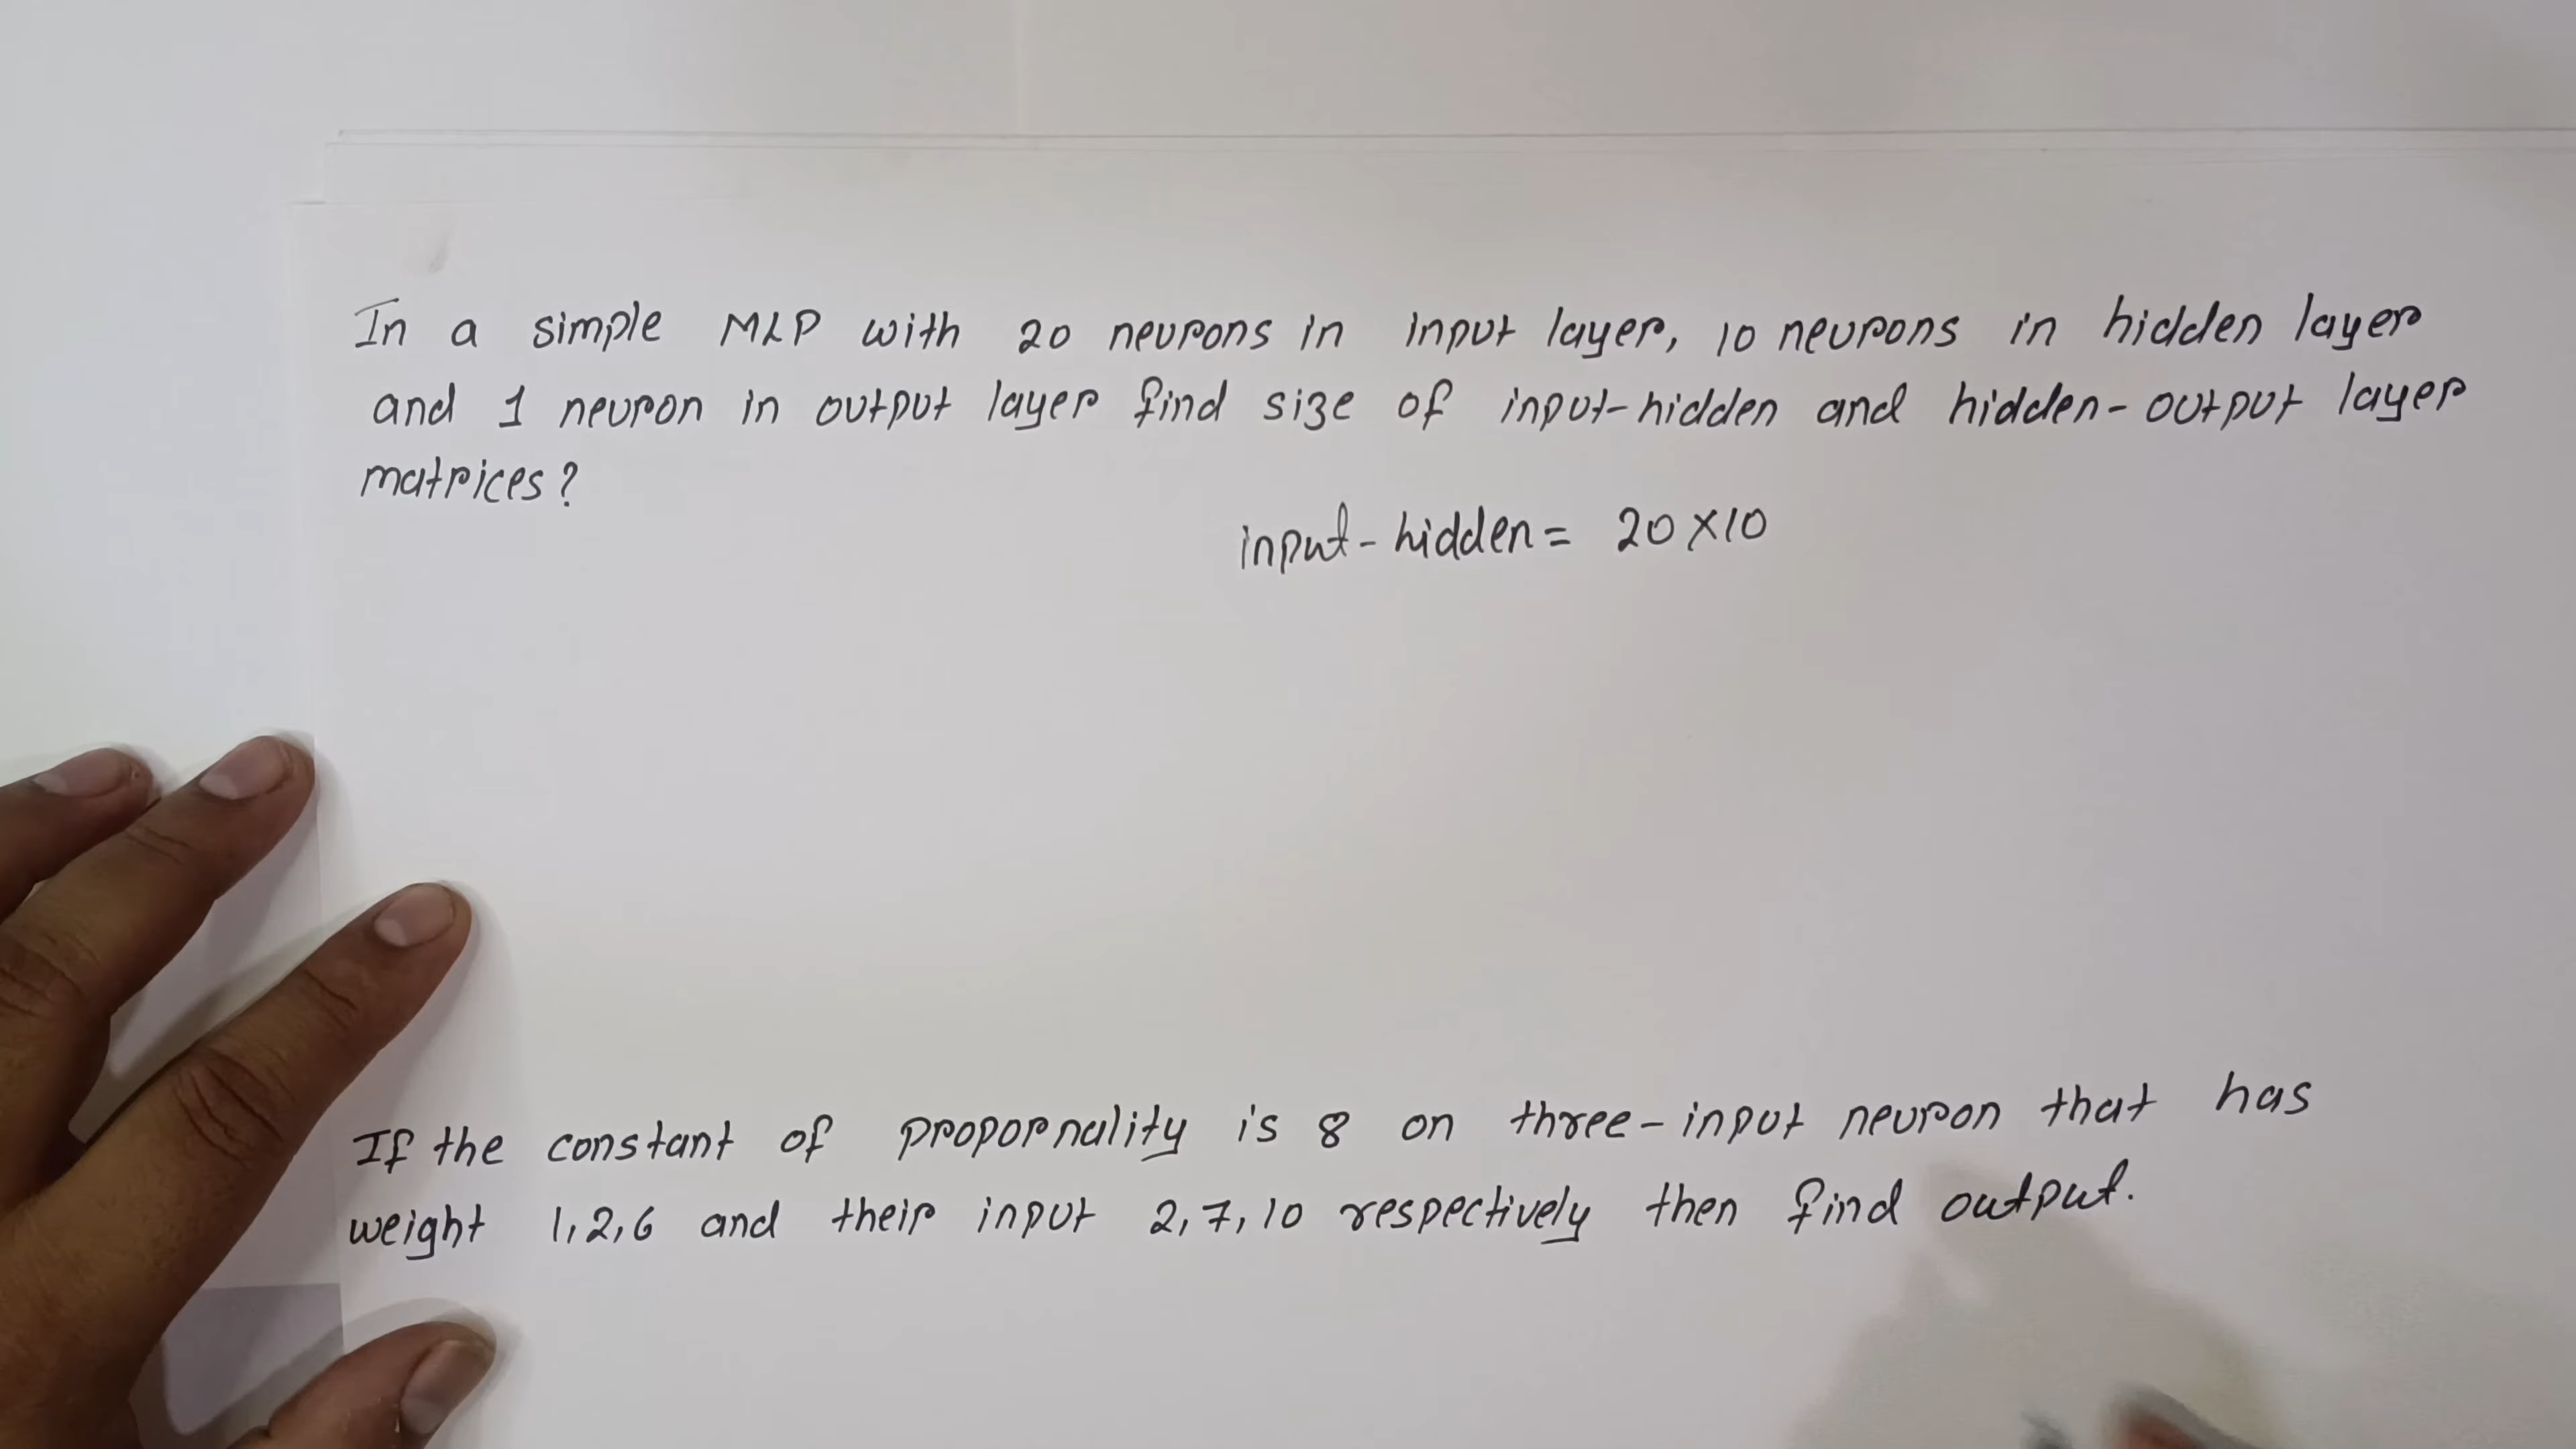 In a simple MLP with 20 neurons in input layer, 10 neurons in hidden layer
and 1 neuron in output layer find size of input-hidden and hidden-output layer
matrices?
input-hidden = 20 × 10
If the constant of propornality is 8 on three-input neuron that has
weight 1,2,6 and their input 2,7,10 respectively then find output.